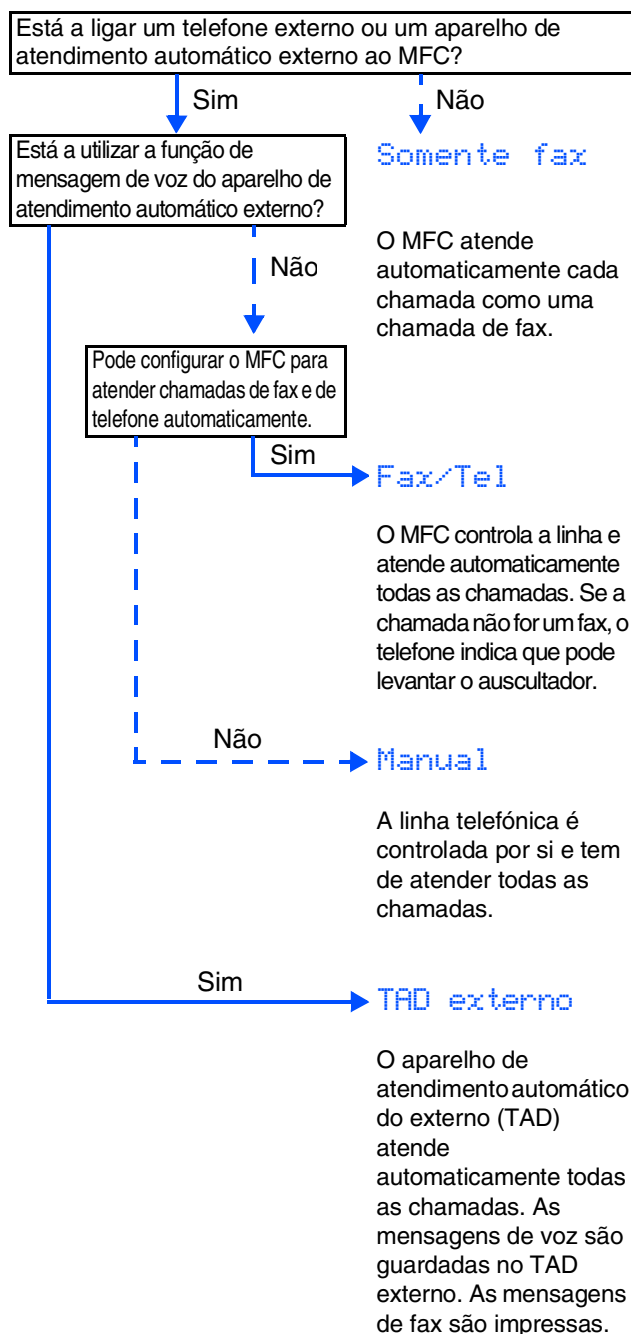 Está a ligar um telefone externo ou um aparelho de
atendimento automático externo ao MFC?
Sim
Não
Está a utilizar a função de
mensagem de voz do aparelho de
atendimento automático externo?
Somente fax
O MFC atende
automaticamente cada
chamada como uma
chamada de fax.
Não
Pode configurar o MFC para
atender chamadas de fax e de
telefone automaticamente.
Sim
Fax/Tel
O MFC controla a linha e
atende automaticamente
todas as chamadas. Se a
chamada não for um fax, o
telefone indica que pode
levantar o auscultador.
Não
Manual
A linha telefónica é
controlada por si e tem
de atender todas as
chamadas.
Sim
TAD externo
O aparelho de
atendimento automático
do externo (TAD)
atende
automaticamente todas
as chamadas. As
mensagens de voz são
guardadas no TAD
externo. As mensagens
de fax são impressas.